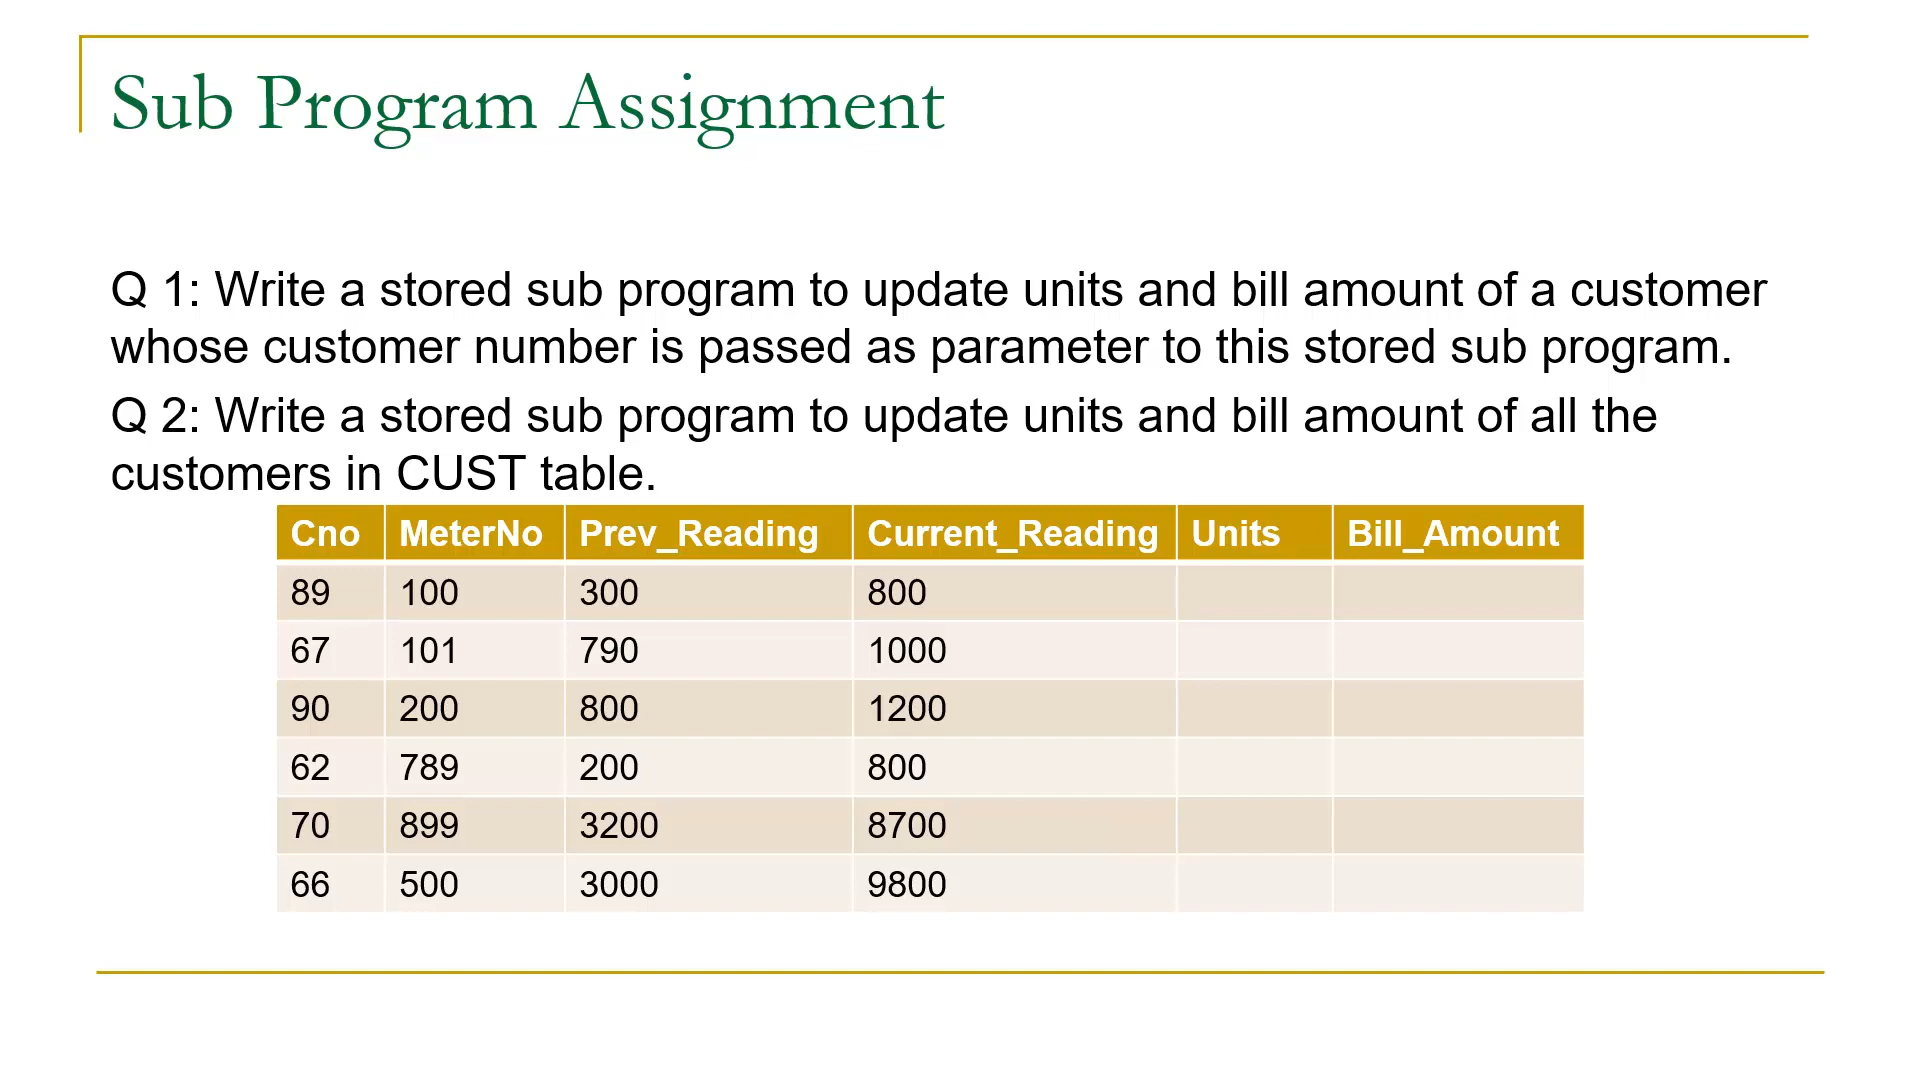 Sub Program Assignment
Q 1: Write a stored sub program to update units and bill amount of a customer
whose customer number is passed as parameter to this stored sub program.
Q 2: Write a stored sub program to update units and bill amount of all the
customers in CUST table.
Cno MeterNo Prev_Reading Current_Reading Units Bill_Amount
89 100 300 800
67 101 790 1000
90 200 800 1200
62 789 200 800
70 899 3200 8700
66 500 3000 9800